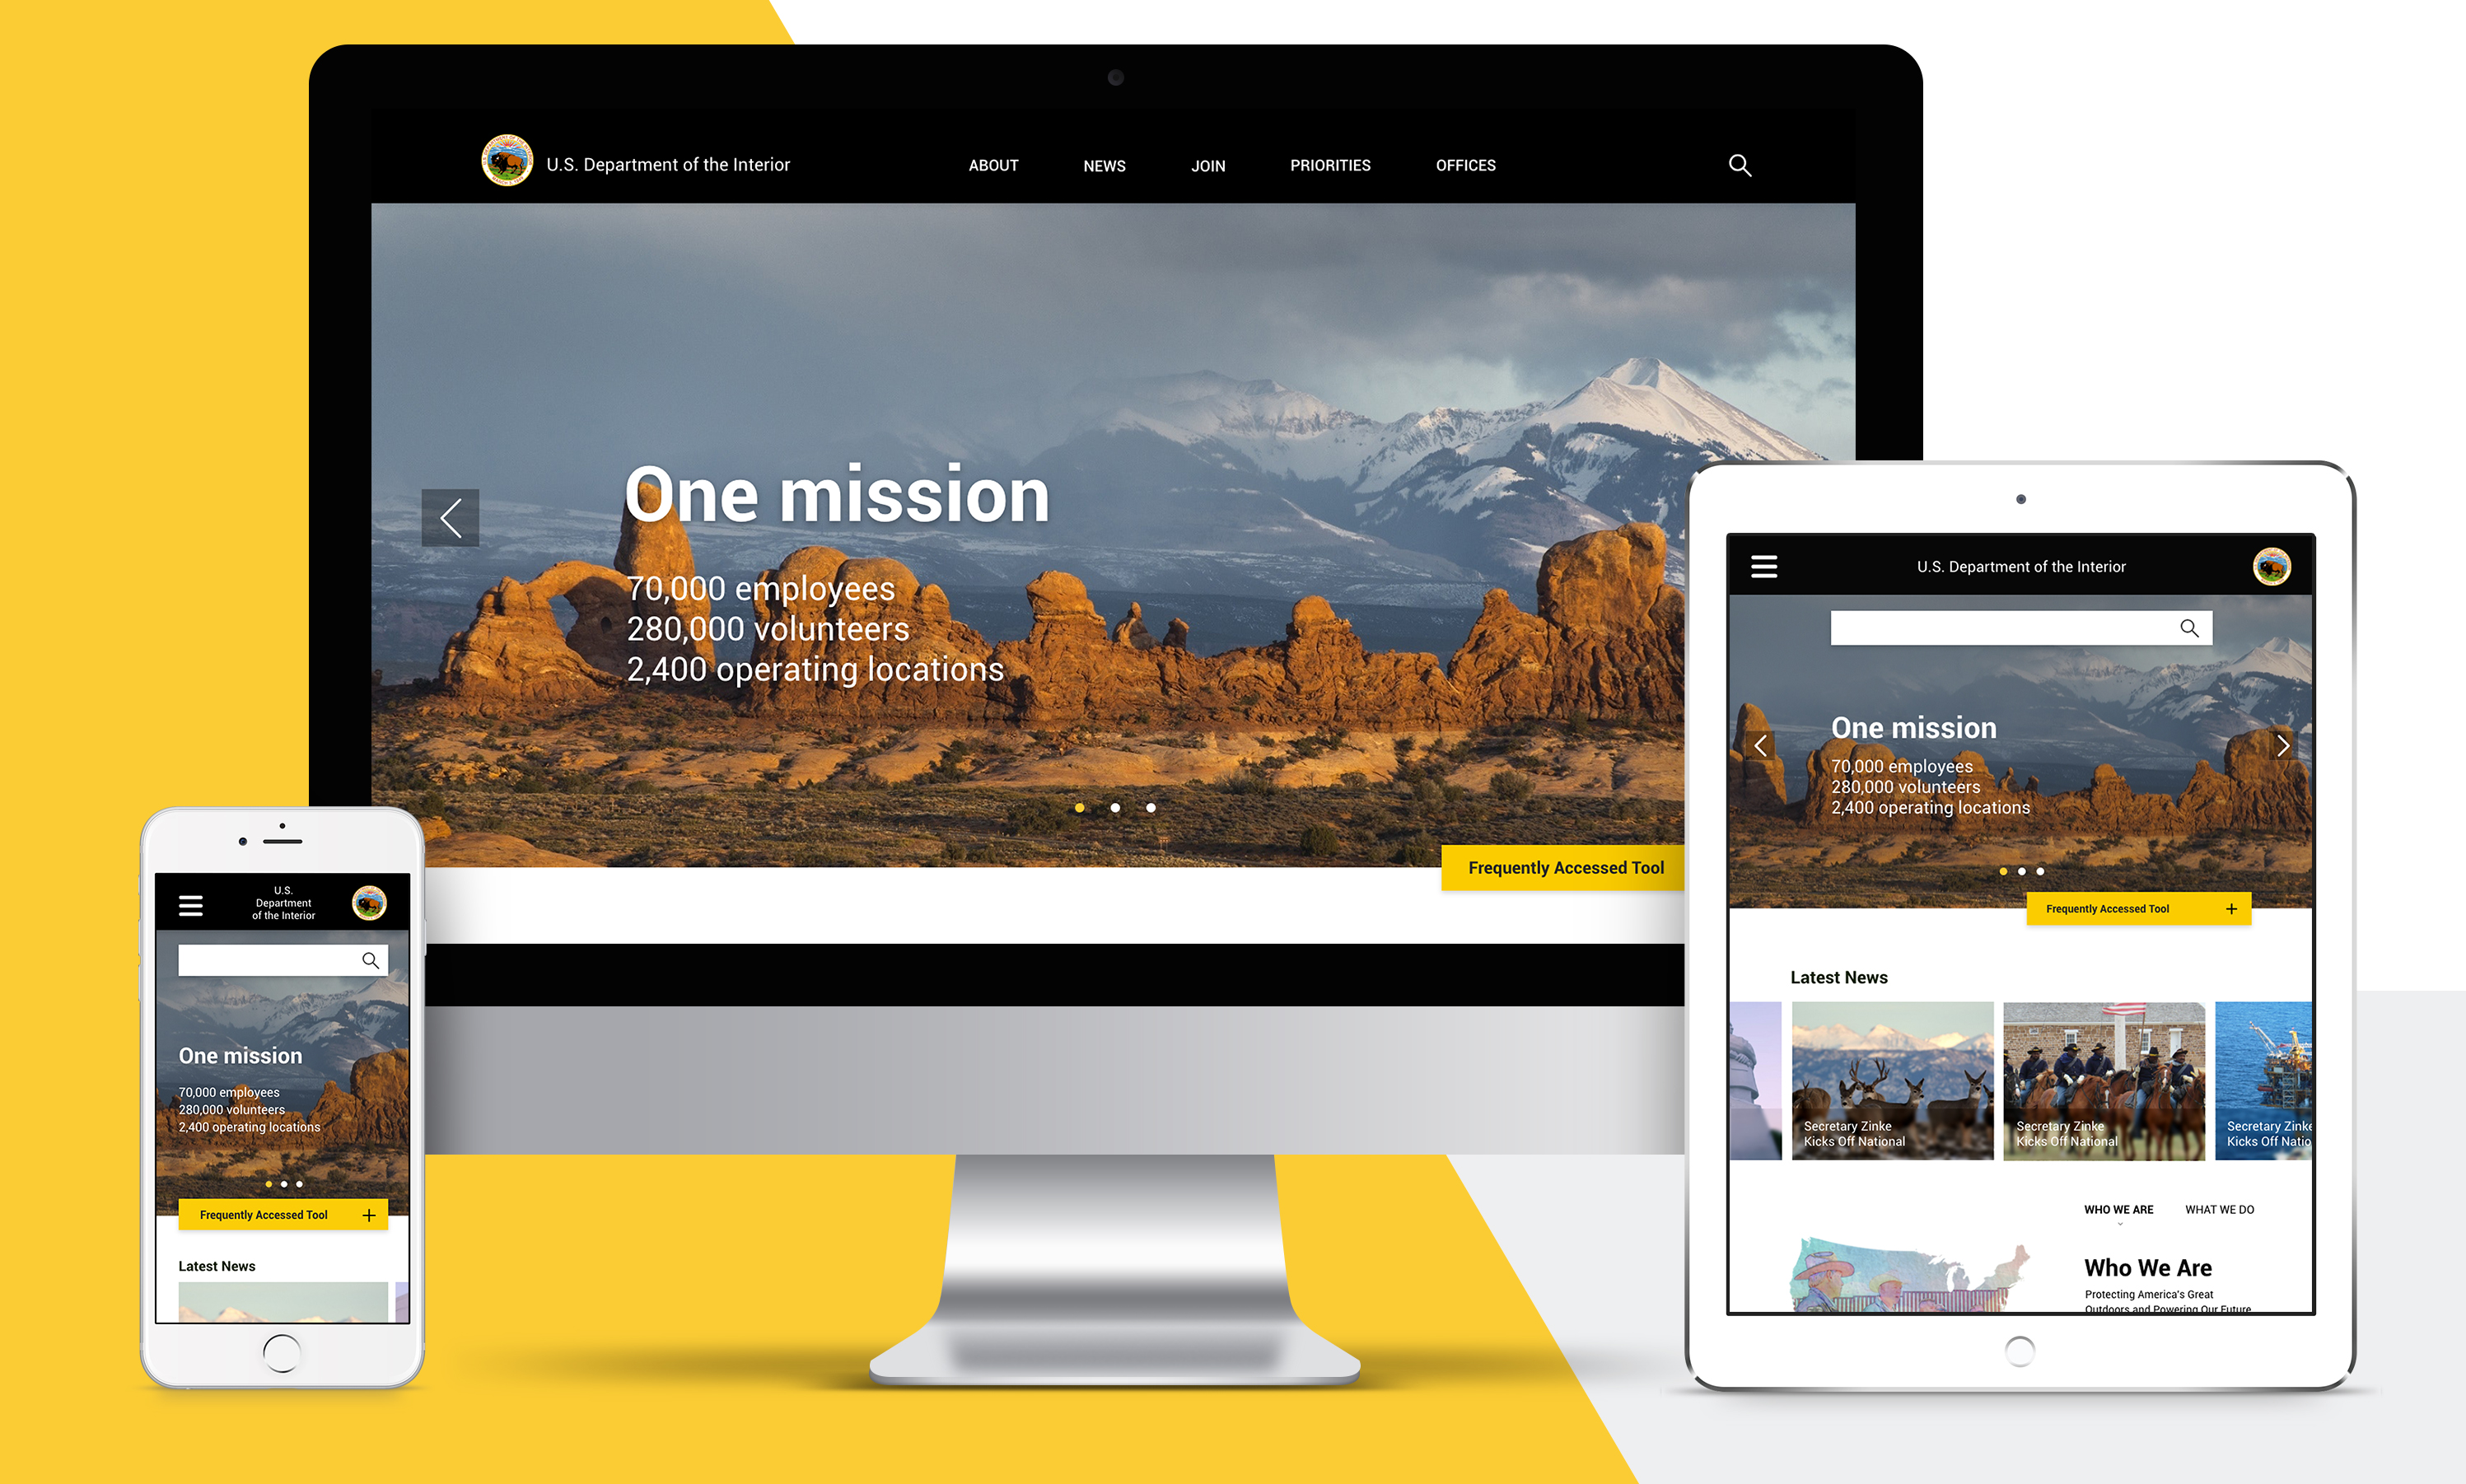 U.S. Department of the Interior
ABOUT
NEWS
JOIN
PRIORITIES
OFFICES
One mission
70,000 employees
280,000 volunteers
2,400 operating locations
Frequently Accessed Tool
U.S.
Department
of the Interior
One mission
70,000 employees
280,000 volunteers
2,400 operating locations
Frequently Accessed Tool +
Latest News
U.S. Department of the Interior
One mission
70,000 employees
280,000 volunteers
2,400 operating locations
Frequently Accessed Tool +
Latest News
Secretary Zinke
Kicks Off National
Secretary Zinke
Kicks Off National
Secretary Zinke
Kicks Off Natio
WHO WE ARE
WHAT WE DO
Who We Are
Protecting America's Great
Outdoors and Powering Our Future